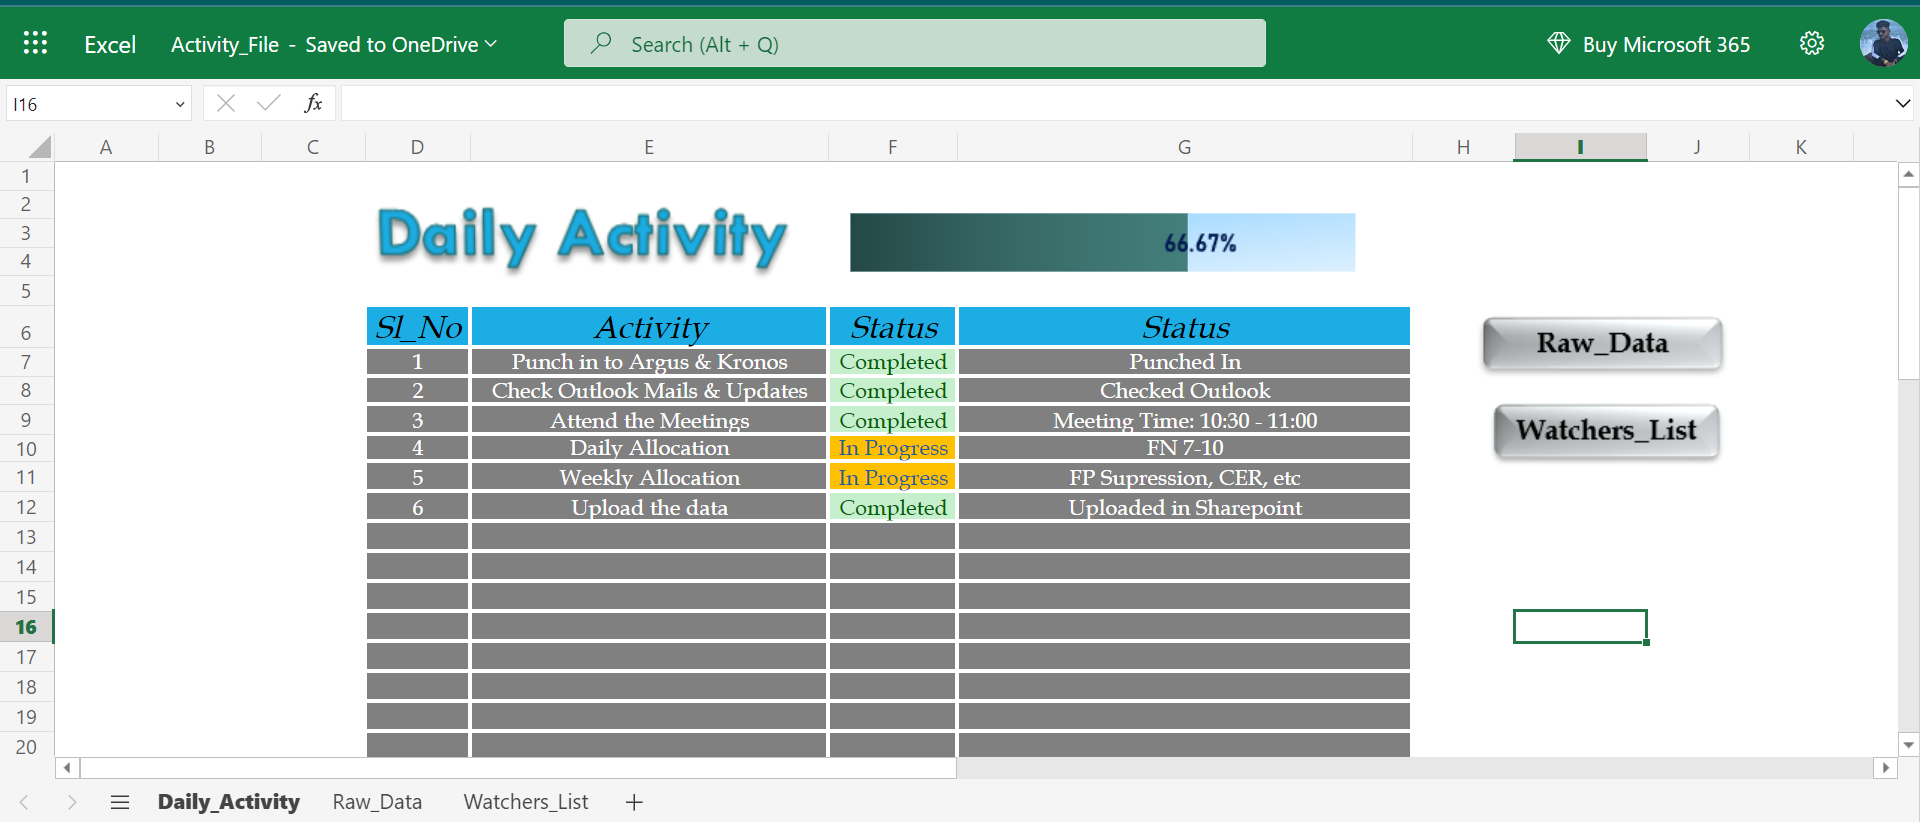 Excel Activity_File - Saved to OneDrive Search (Alt + Q) Buy Microsoft 365
I16 fx
A B C D E F G H I J K
1
2
3
4
5
6
7
8
9
10
11
12
13
14
15
16
17
18
19
20
Daily Activity 66.67%
Sl_No Activity Status Status
1 Punch in to Argus & Kronos Completed Punched In
2 Check Outlook Mails & Updates Completed Checked Outlook
3 Attend the Meetings Completed Meeting Time: 10:30 - 11:00
4 Daily Allocation In Progress FN 7-10
5 Weekly Allocation In Progress FP Supression, CER, etc
6 Upload the data Completed Uploaded in Sharepoint
Raw_Data
Watchers_List
Daily_Activity Raw_Data Watchers_List